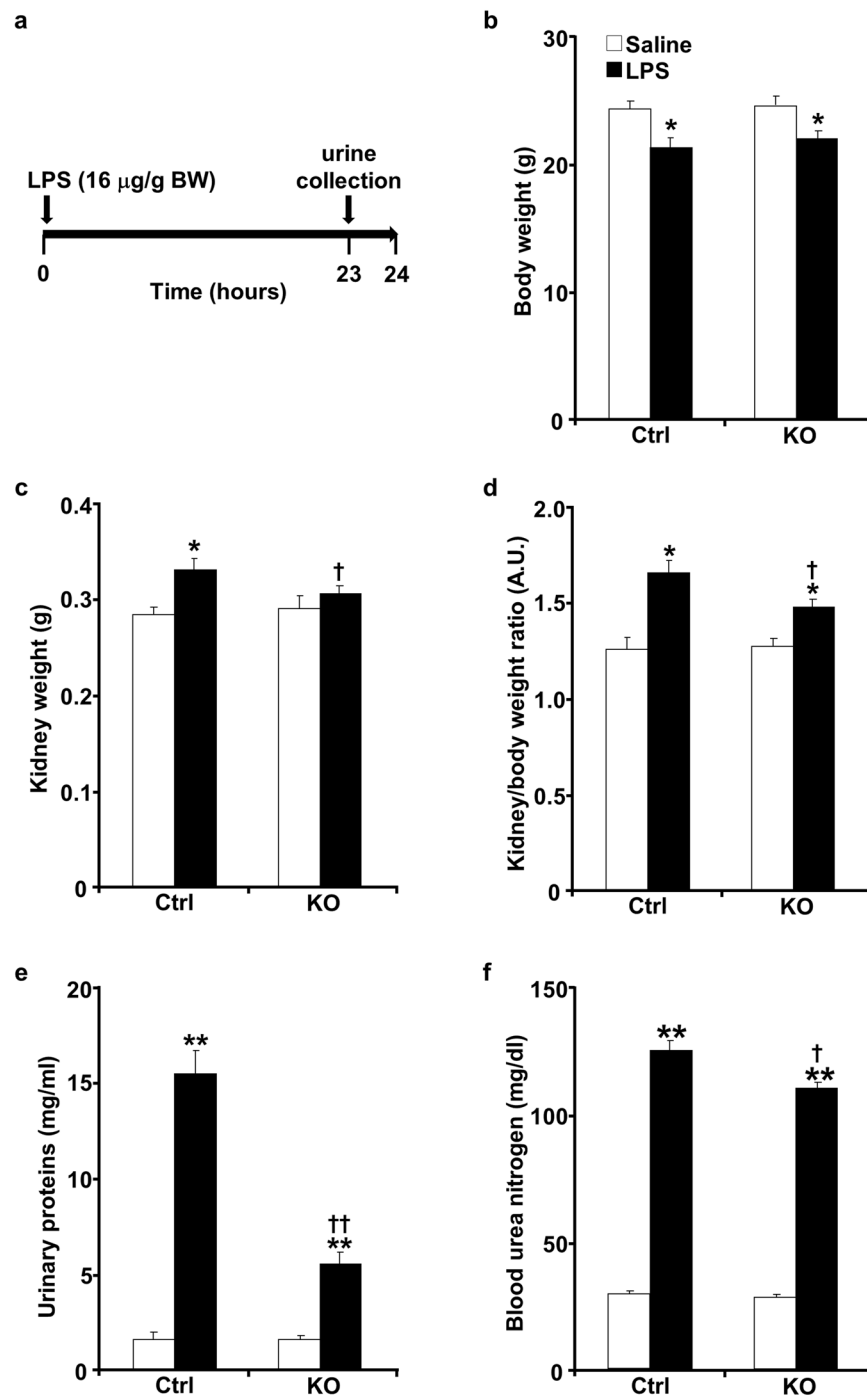 a
LPS (16 μg/g BW)
urine
collection
0
23
24
Time (hours)
b
Saline
LPS
Body weight (g)
30
20
10
0
*
*
Ctrl
KO
c
Kidney weight (g)
0.4
0.3
0.2
0.1
0
*
†
Ctrl
KO
d
Kidney/body weight ratio (A.U.)
2.0
1.5
1.0
0.5
0
*
†
*
Ctrl
KO
e
Urinary proteins (mg/ml)
20
15
10
5
0
**
††
**
Ctrl
KO
f
Blood urea nitrogen (mg/dl)
150
100
50
0
**
†
**
Ctrl
KO